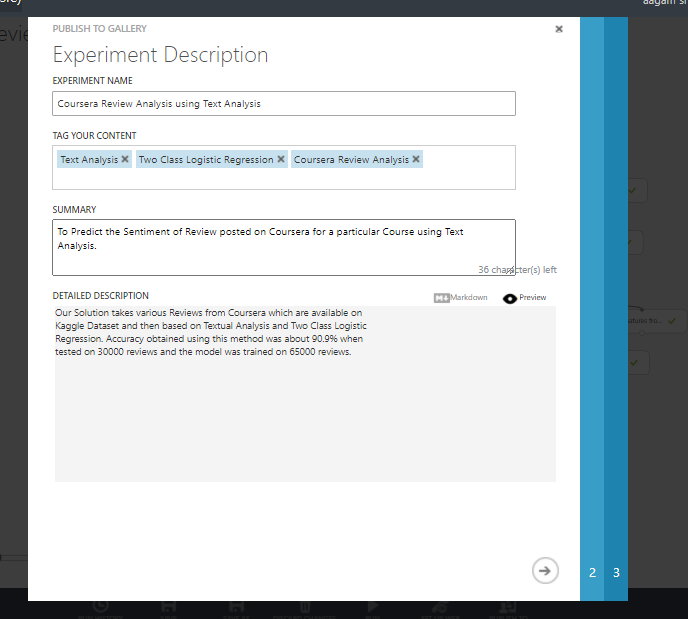 PUBLISH TO GALLERY
Experiment Description
EXPERIMENT NAME
Coursera Review Analysis using Text Analysis
TAG YOUR CONTENT
Text Analysis Two Class Logistic Regression Coursera Review Analysis
SUMMARY
To Predict the Sentiment of Review posted on Coursera for a particular Course using Text
Analysis.
36 character(s) left
DETAILED DESCRIPTION Markdown Preview
Our Solution takes various Reviews from Coursera which are available on
Kaggle Dataset and then based on Textual Analysis and Two Class Logistic
Regression. Accuracy obtained using this method was about 90.9% when
tested on 30000 reviews and the model was trained on 65000 reviews.
2 3